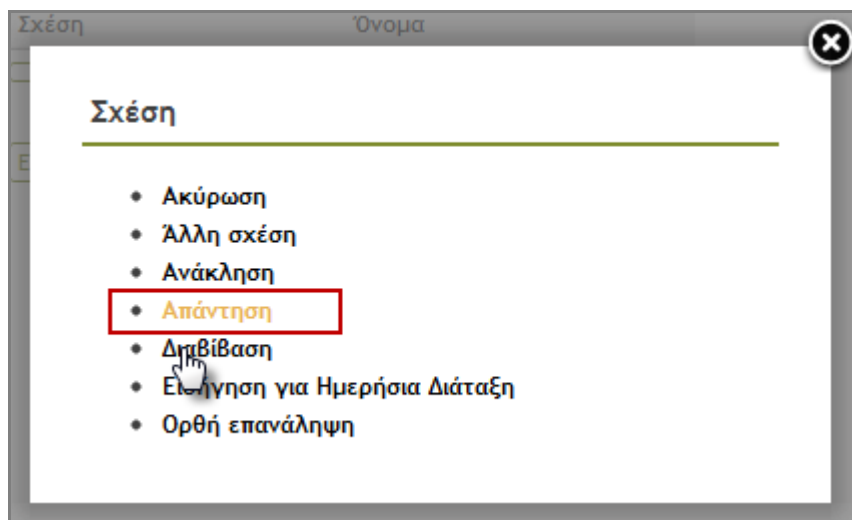 Σχέση Όνομα
Σχέση
Ακύρωση
Άλλη σχέση
Ανάκληση
Απάντηση
Διαβίβαση
Εισήγηση για Ημερήσια Διάταξη
Ορθή επανάληψη